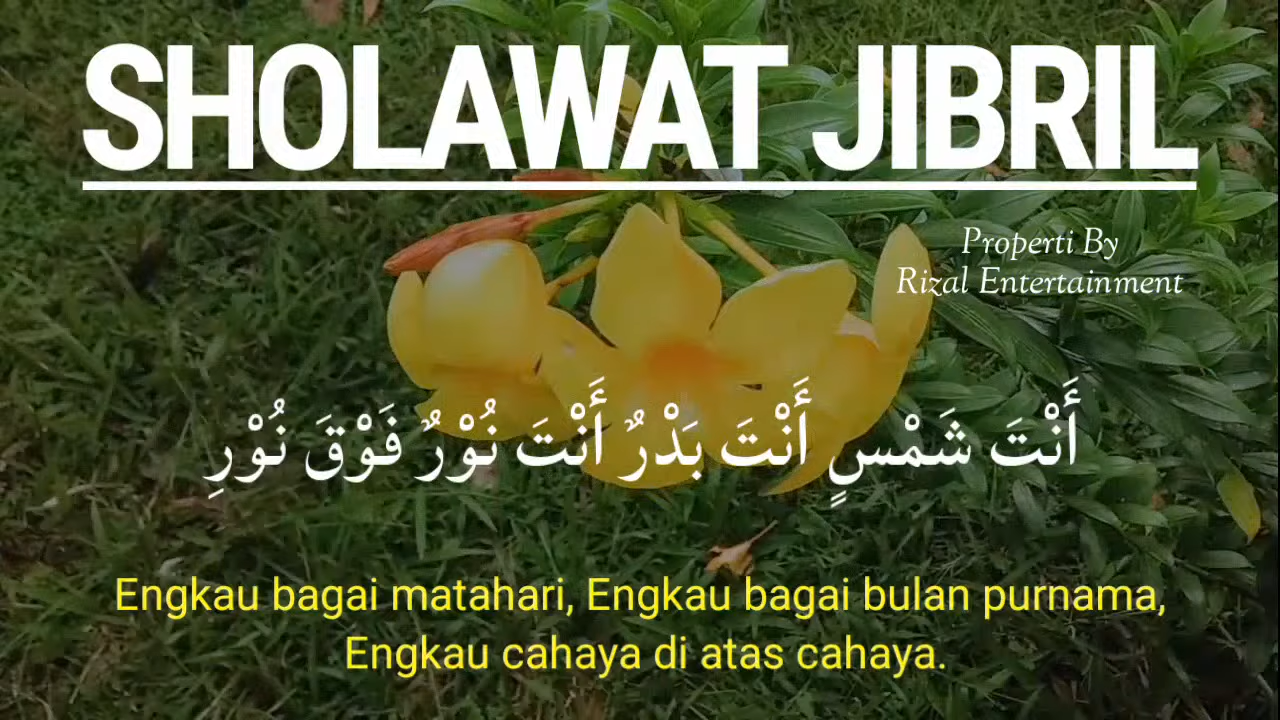 SHOLAWAT JIBRIL
Properti By
Rizal Entertainment
أَنْتَ شَمْسٍ أَنْتَ بَدْرٌ أَنْتَ نُوْرٌ فَوْقَ نُوْرِ
Engkau bagai matahari, Engkau bagai bulan purnama,
Engkau cahaya di atas cahaya.